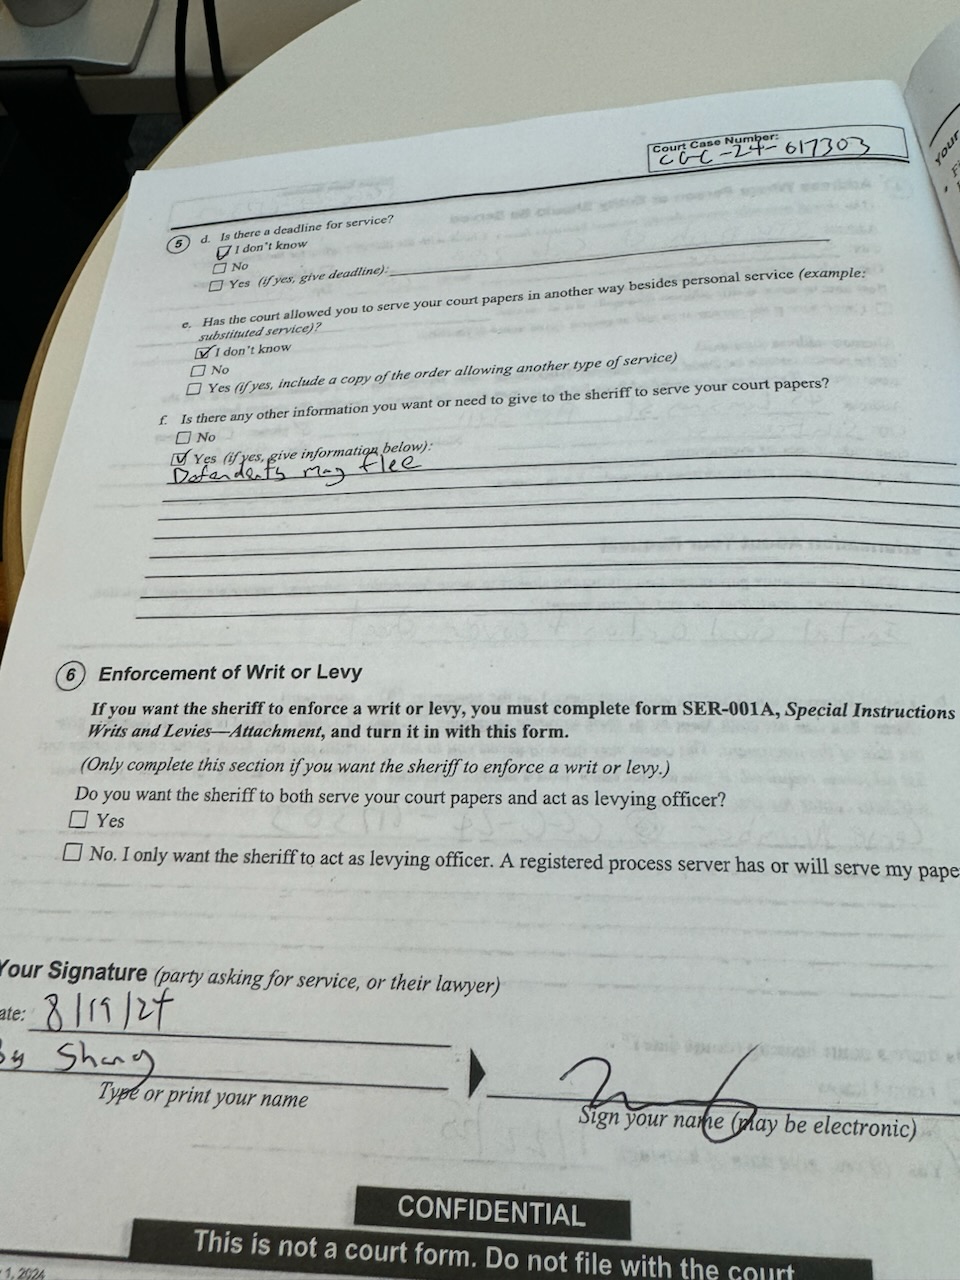 Court Case Number:
CGC-24-617303
5 d. Is there a deadline for service?
I don't know
No
Yes (if yes, give deadline):
e. Has the court allowed you to serve your court papers in another way besides personal service (example:
substituted service)?
I don't know
No
Yes (if yes, include a copy of the order allowing another type of service)
f. Is there any other information you want or need to give to the sheriff to serve your court papers?
No
Yes (if yes, give information below):
Defendants may flee
6 Enforcement of Writ or Levy
If you want the sheriff to enforce a writ or levy, you must complete form SER-001A, Special Instructions
Writs and Levies—Attachment, and turn it in with this form.
(Only complete this section if you want the sheriff to enforce a writ or levy.)
Do you want the sheriff to both serve your court papers and act as levying officer?
Yes
No. I only want the sheriff to act as levying officer. A registered process server has or will serve my pape
Your Signature (party asking for service, or their lawyer)
ate: 8/19/24
Shang
Type or print your name
Sign your name (may be electronic)
CONFIDENTIAL
This is not a court form. Do not file with the court
1, 2024
Your